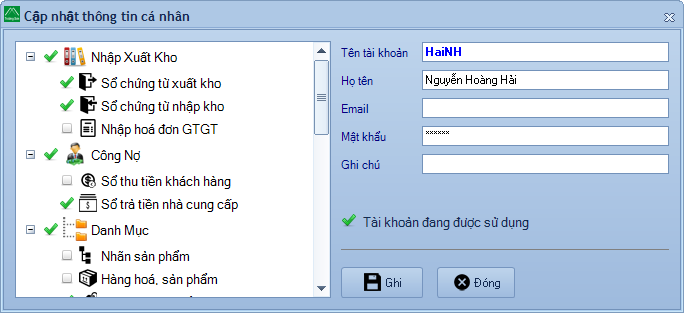 Cập nhật thông tin cá nhân
Nhập Xuất Kho
Sổ chứng từ xuất kho
Sổ chứng từ nhập kho
Nhập hoá đơn GTGT
Công Nợ
Sổ thu tiền khách hàng
Sổ trả tiền nhà cung cấp
Danh Mục
Nhãn sản phẩm
Hàng hoá, sản phẩm
Tên tài khoản
HaiNH
Họ tên
Nguyễn Hoàng Hải
Email
Mật khẩu
******
Ghi chú
Tài khoản đang được sử dụng
Ghi
Đóng